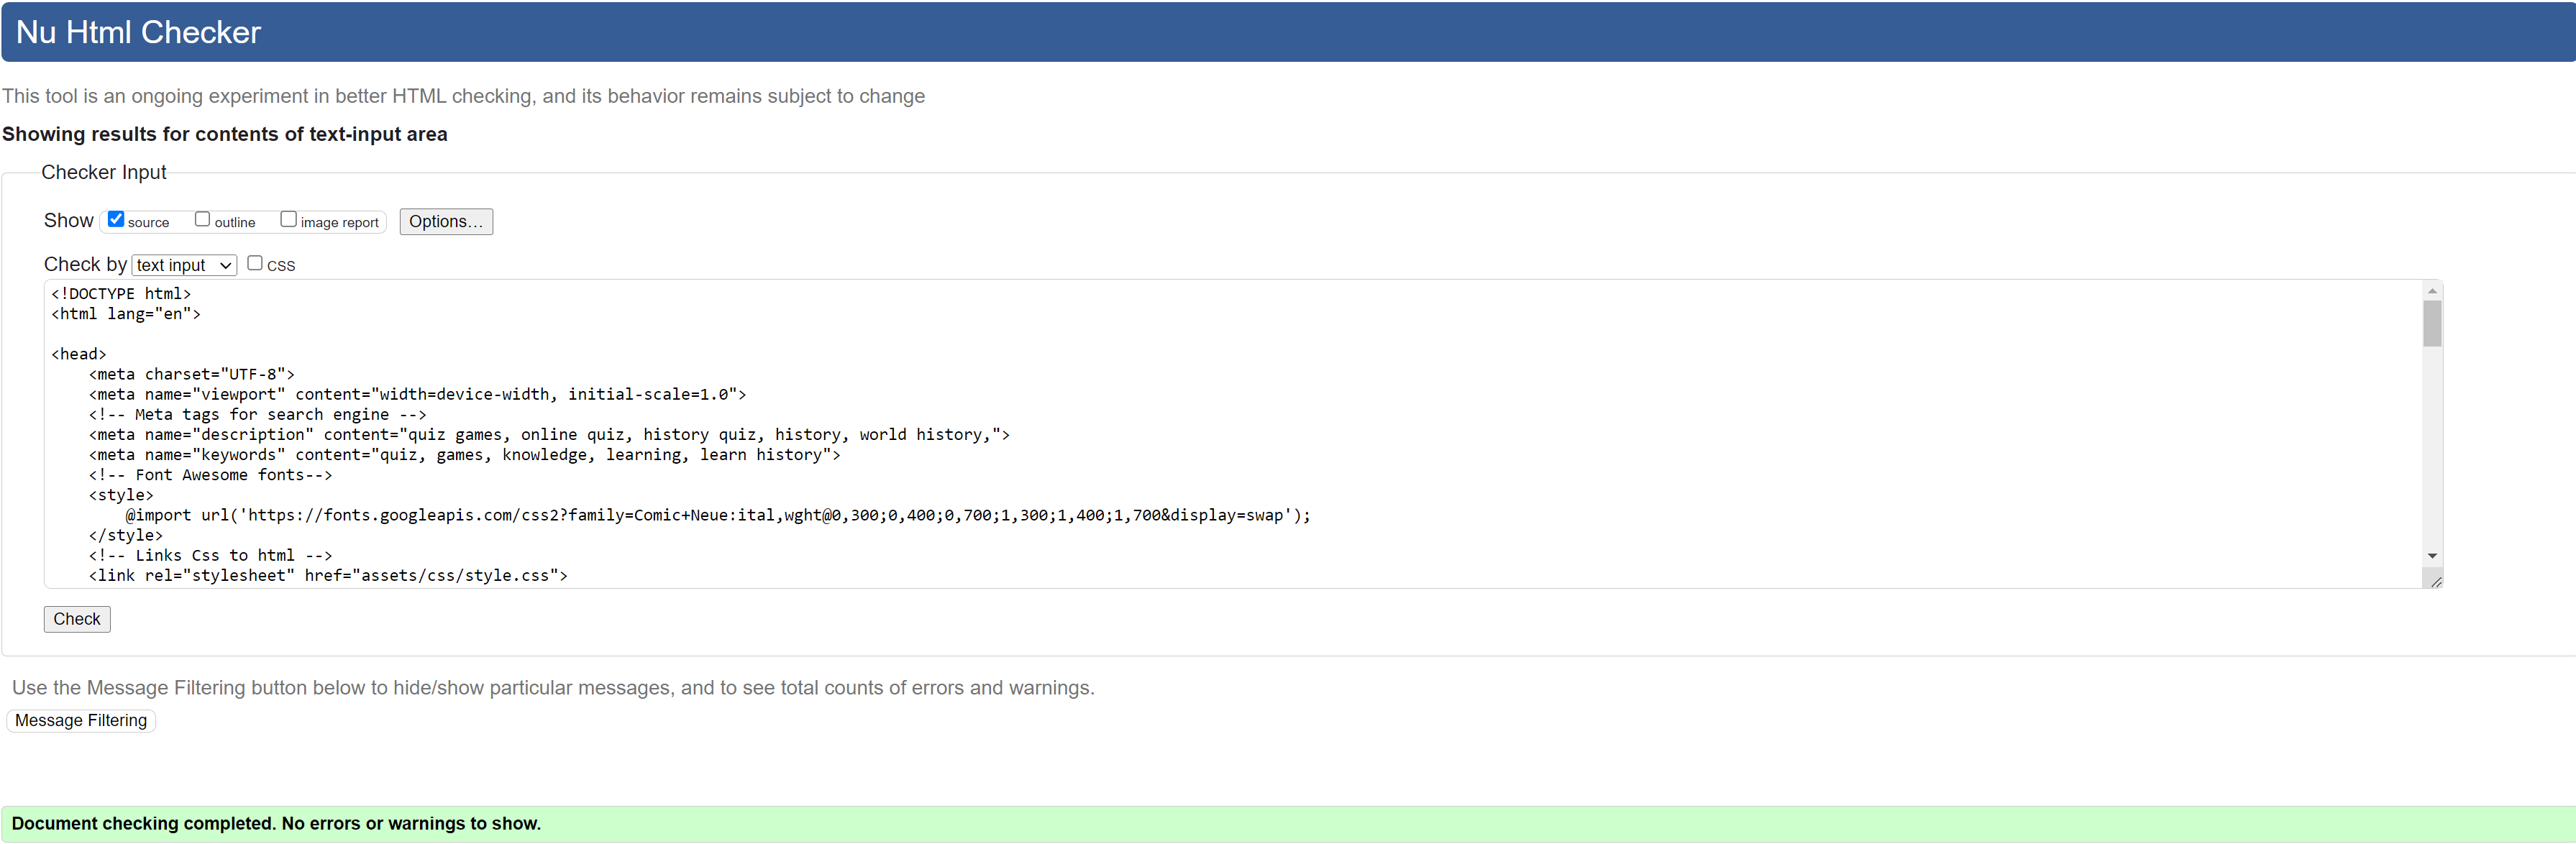 Nu Html Checker
This tool is an ongoing experiment in better HTML checking, and its behavior remains subject to change
Showing results for contents of text-input area
Checker Input
Show source outline image report Options...
Check by text input CSS
<!DOCTYPE html>
<html lang="en">
<head>
<meta charset="UTF-8">
<meta name="viewport" content="width=device-width, initial-scale=1.0">
<!-- Meta tags for search engine -->
<meta name="description" content="quiz games, online quiz, history quiz, history, world history,">
<meta name="keywords" content="quiz, games, knowledge, learning, learn history">
<!-- Font Awesome fonts-->
<style>
@import url('https://fonts.googleapis.com/css2?family=Comic+Neue:ital,wght@0,300;0,400;0,700;1,300;1,400;1,700&display=swap');
</style>
<!-- Links Css to html -->
<link rel="stylesheet" href="assets/css/style.css">
Check
Use the Message Filtering button below to hide/show particular messages, and to see total counts of errors and warnings.
Message Filtering
Document checking completed. No errors or warnings to show.